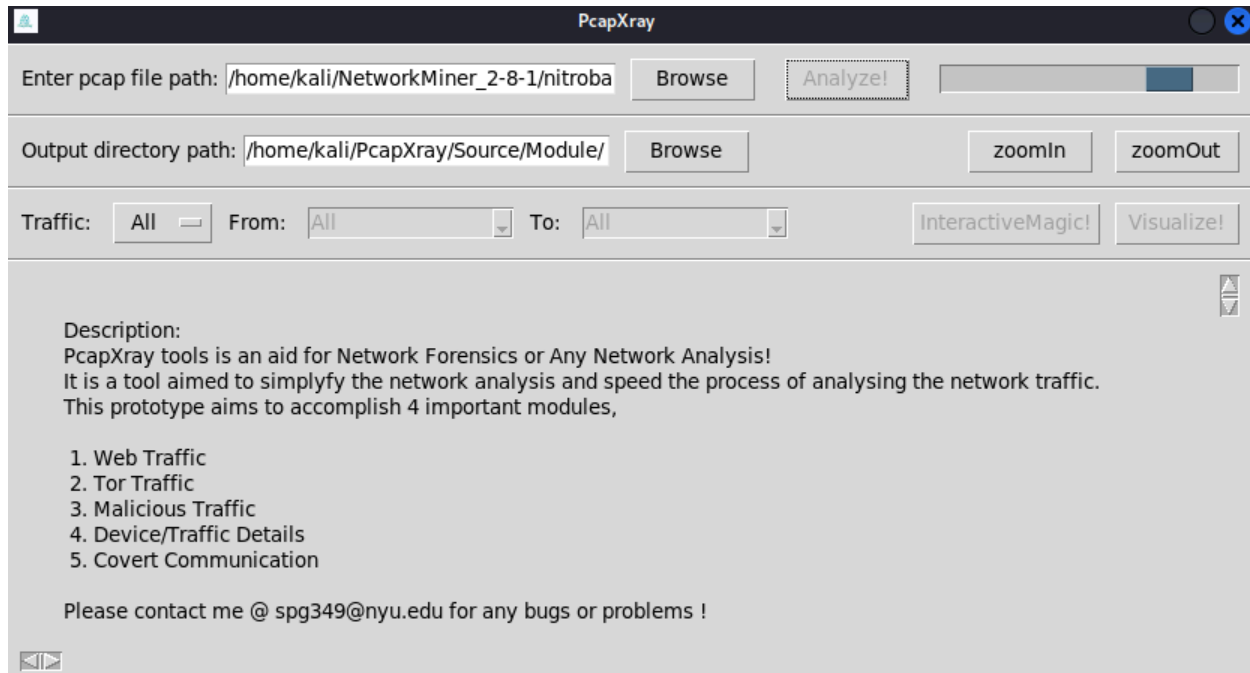 PcapXray
Enter pcap file path: /home/kali/NetworkMiner_2-8-1/nitroba Browse Analyze!
Output directory path: /home/kali/PcapXray/Source/Module/ Browse zoomIn zoomOut
Traffic: All From: All To: All InteractiveMagic! Visualize!
Description:
PcapXray tools is an aid for Network Forensics or Any Network Analysis!
It is a tool aimed to simplyfy the network analysis and speed the process of analysing the network traffic.
This prototype aims to accomplish 4 important modules,
1. Web Traffic
2. Tor Traffic
3. Malicious Traffic
4. Device/Traffic Details
5. Covert Communication
Please contact me @ spg349@nyu.edu for any bugs or problems !